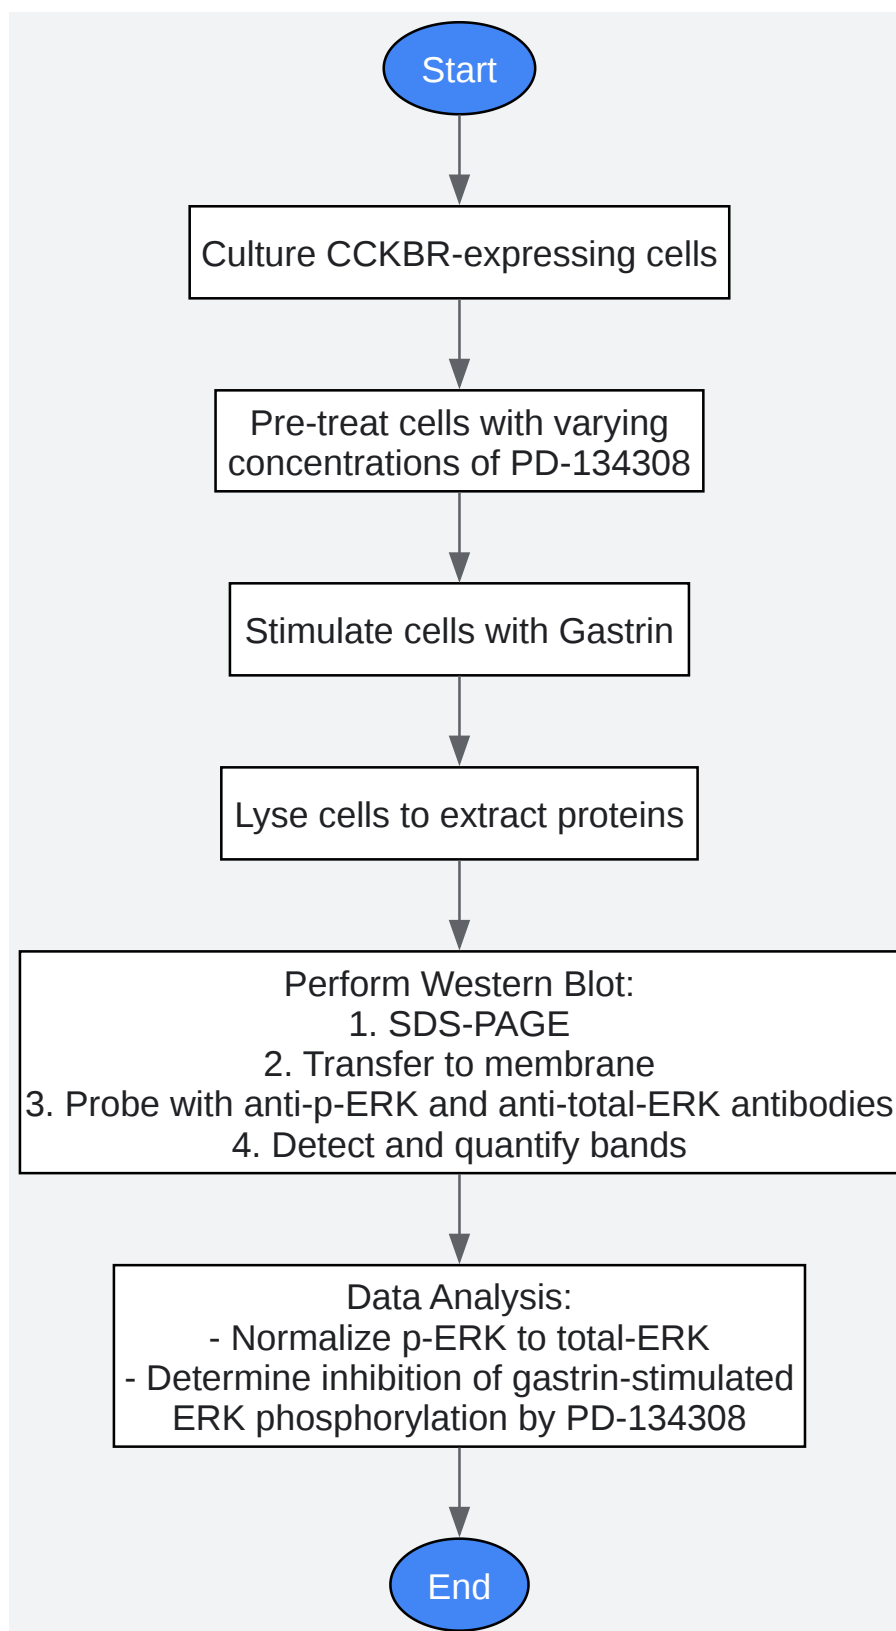 Start
Culture CCKBR-expressing cells
Pre-treat cells with varying
concentrations of PD-134308
Stimulate cells with Gastrin
Lyse cells to extract proteins
Perform Western Blot:
1. SDS-PAGE
2. Transfer to membrane
3. Probe with anti-p-ERK and anti-total-ERK antibodies
4. Detect and quantify bands
Data Analysis:
- Normalize p-ERK to total-ERK
- Determine inhibition of gastrin-stimulated
ERK phosphorylation by PD-134308
End